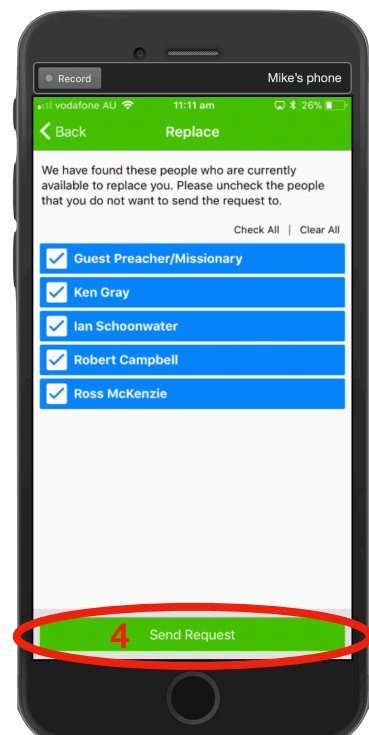 Record Mike's phone
vodafone AU 11:11 am 26%
Back Replace
We have found these people who are currently
available to replace you. Please uncheck the people
that you do not want to send the request to.
Check All | Clear All
Guest Preacher/Missionary
Ken Gray
Ian Schoonwater
Robert Campbell
Ross McKenzie
4 Send Request